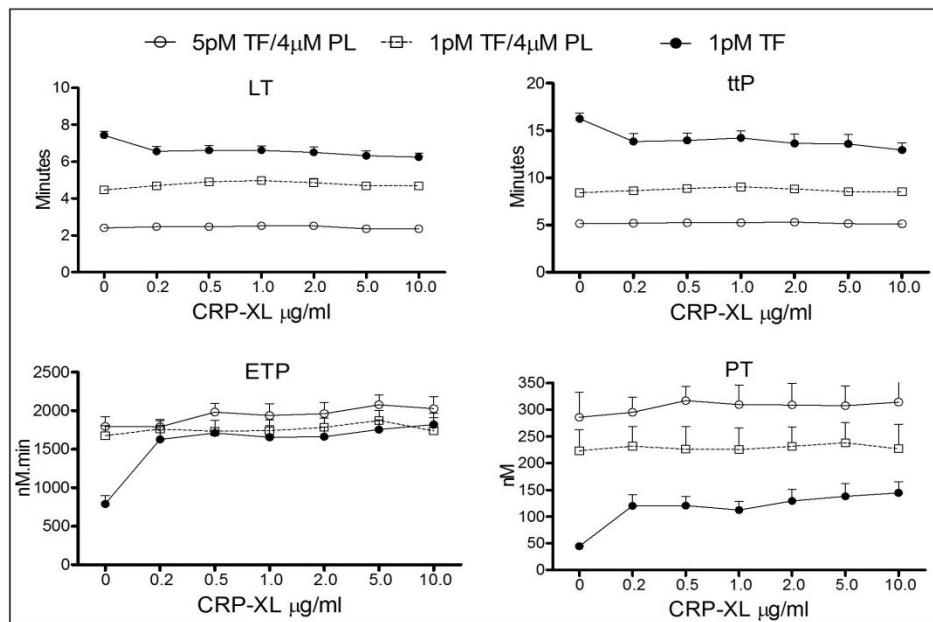 5pM TF/4μM PL 1pM TF/4μM PL 1pM TF
LT
Minutes
8
6
4
2
0
0 0.2 0.5 1.0 2.0 5.0 10.0
CRP-XL μg/ml
ttP
Minutes
20
15
10
5
0
0 0.2 0.5 1.0 2.0 5.0 10.0
CRP-XL μg/ml
ETP
nM.min
2500
2000
1500
1000
500
0
0 0.2 0.5 1.0 2.0 5.0 10.0
CRP-XL μg/ml
PT
nM
350
300
250
200
150
100
50
0
0 0.2 0.5 1.0 2.0 5.0 10.0
CRP-XL μg/ml